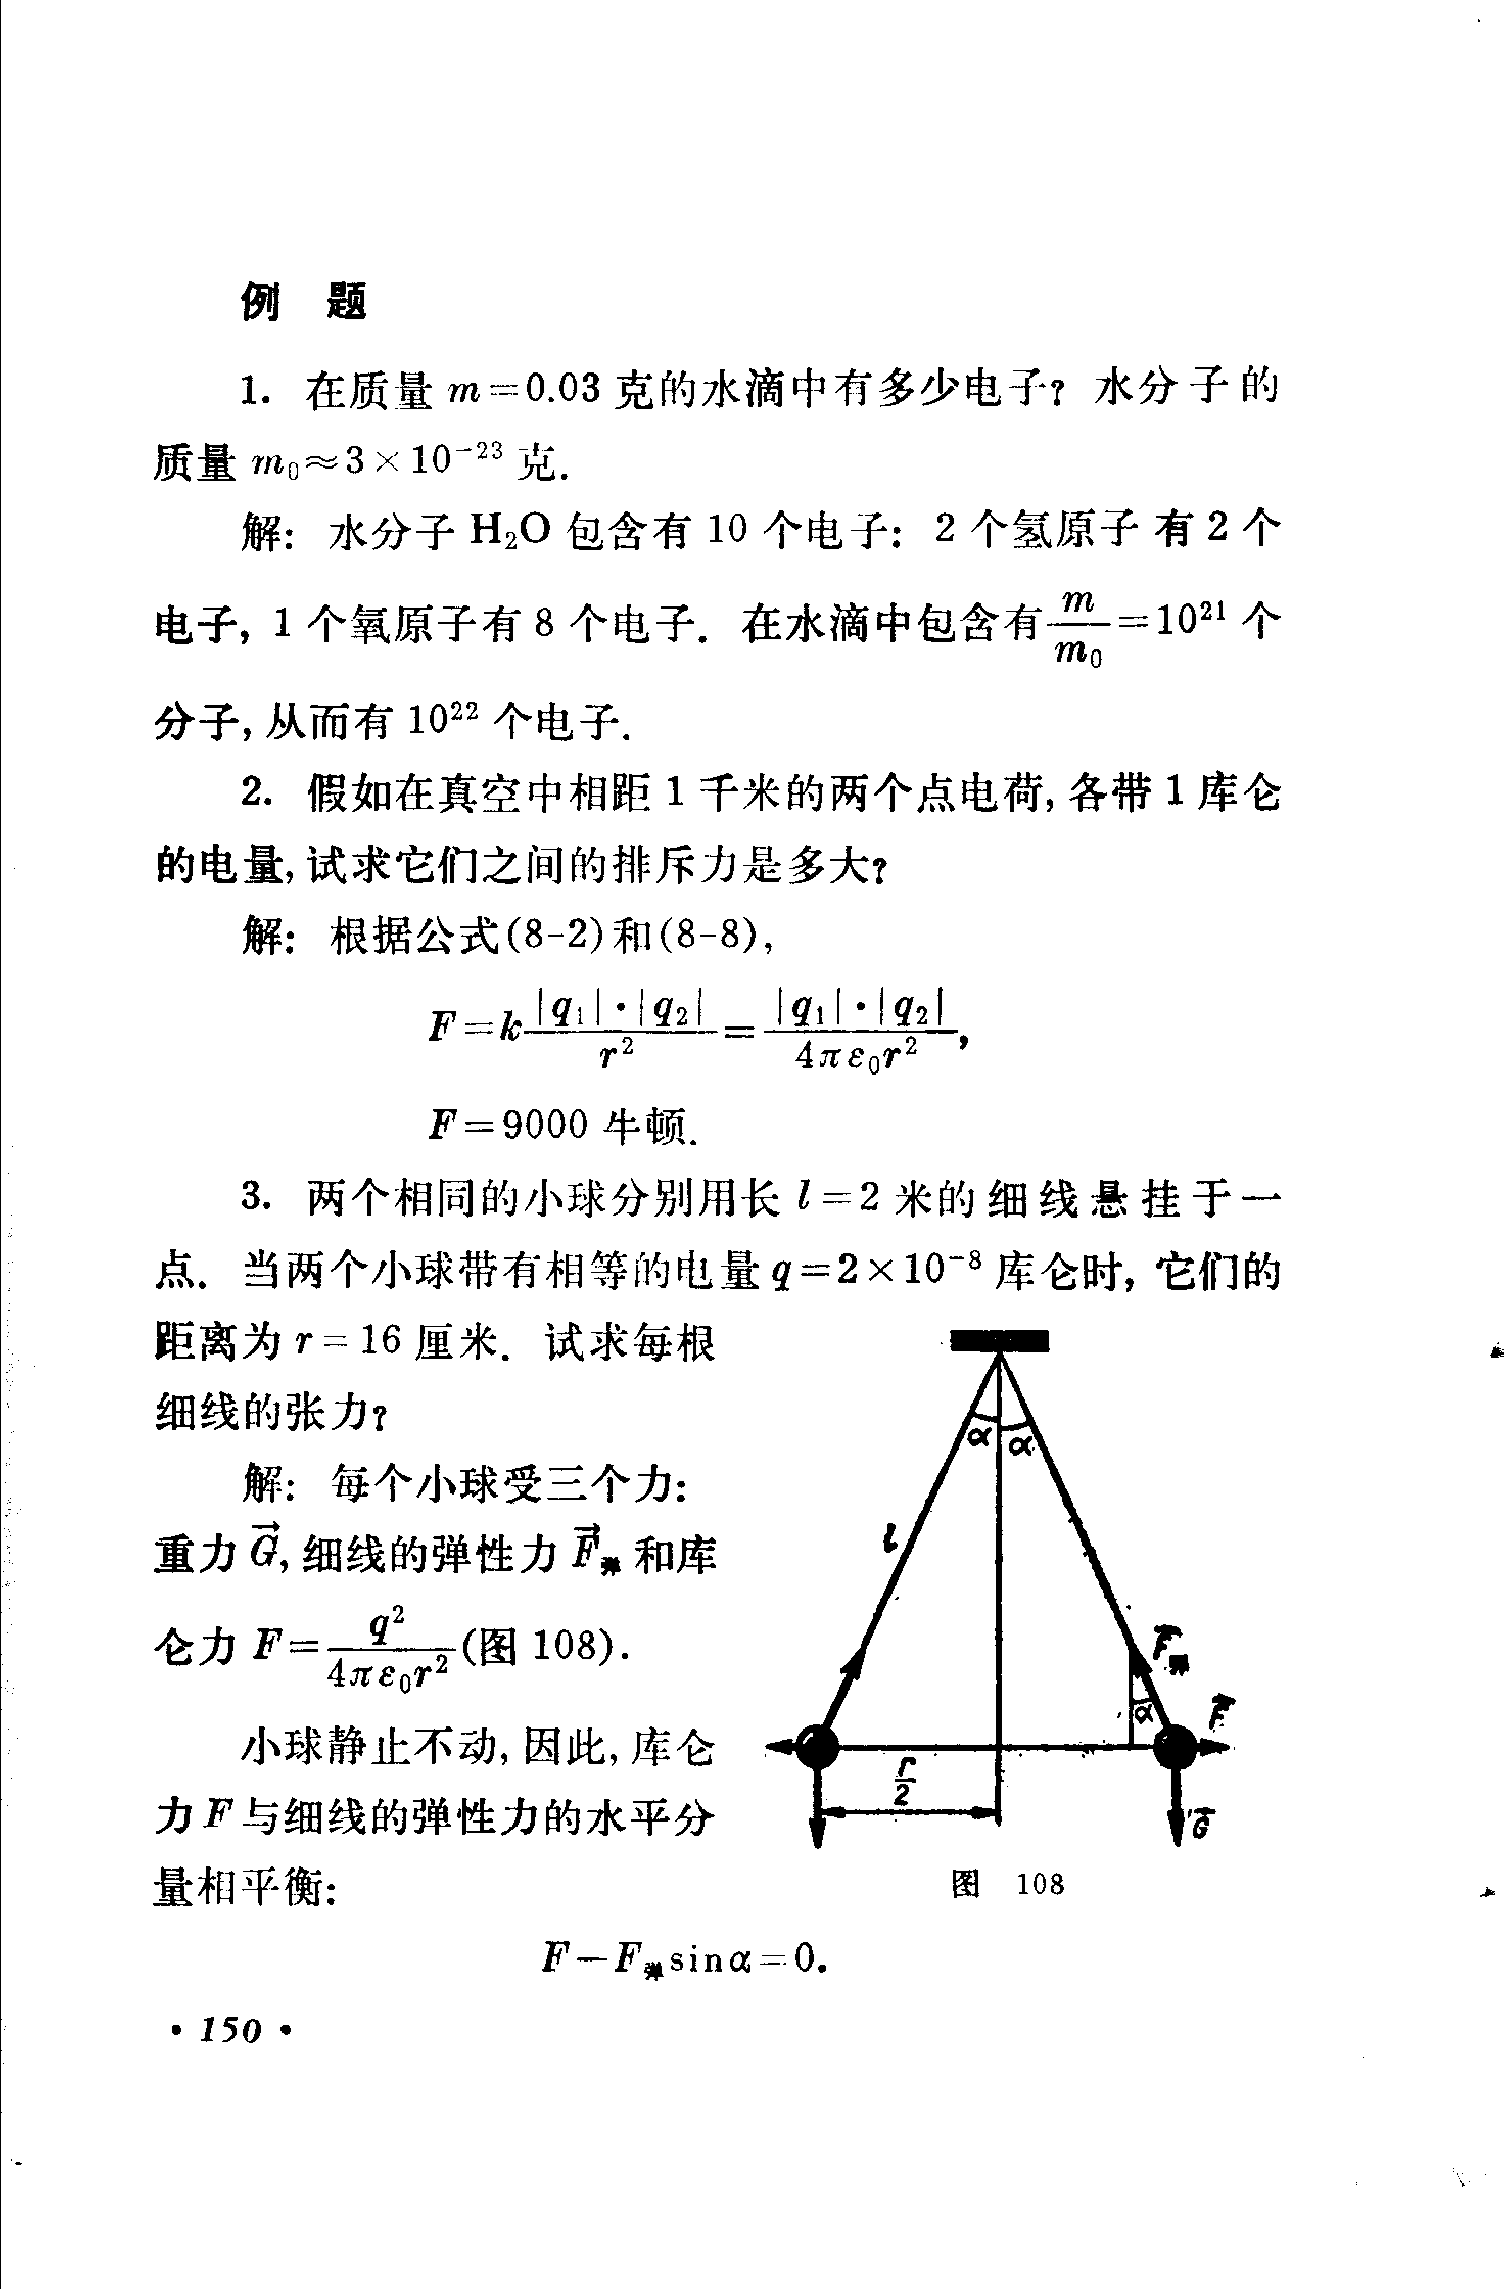 例 题
1. 在质量 m=0.03 克的水滴中有多少电子？ 水分子的
质量 m₀≈3×10⁻²³ 克.
解： 水分子 H₂O 包含有 10 个电子：2 个氢原子有 2 个
电子，1 个氧原子有 8 个电子． 在水滴中包含有 m/m₀=10²¹ 个
分子，从而有 10²² 个电子．
2. 假如在真空中相距 1 千米的两个点电荷，各带 1 库仑
的电量，试求它们之间的排斥力是多大？
解： 根据公式(8-2)和(8-8)，
F=k |q₁|·|q₂|/r² = |q₁|·|q₂|/4πε₀r²，
F=9000 牛顿．
3. 两个相同的小球分别用长 l=2 米的细线悬挂于一
点． 当两个小球带有相等的电量 q=2×10⁻⁸ 库仑时，它们的
距离为 r=16 厘米． 试求每根
细线的张力？
解： 每个小球受三个力：
重力 G⃗，细线的弹性力 F⃗弹 和库
仑力 F=q²/4πε₀r² (图 108)．
小球静止不动，因此，库仑
力 F 与细线的弹性力的水平分
量相平衡：
α α
l
F⃗弹
α
F⃗
r/2
G⃗
图 108
F－F弹sinα=0.
·150·